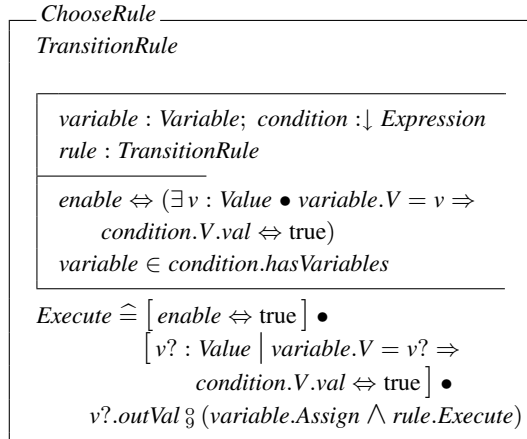 ChooseRule
TransitionRule
variable : Variable; condition :↓ Expression
rule : TransitionRule
enable ⇔ (∃ v : Value • variable.V = v ⇒
condition.V.val ⇔ true)
variable ∈ condition.hasVariables
Execute ≙ [ enable ⇔ true ] •
[ v? : Value | variable.V = v? ⇒
condition.V.val ⇔ true ] •
v?.outVal ⨟ (variable.Assign ∧ rule.Execute)